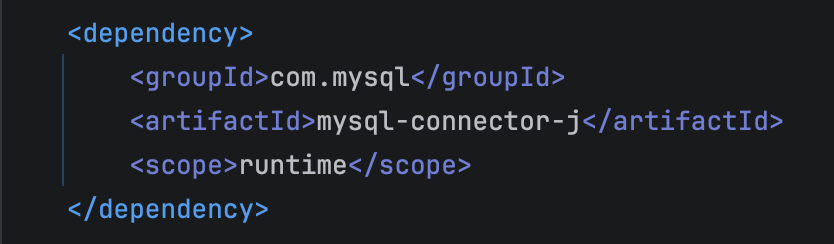 <dependency>
<groupId>com.mysql</groupId>
<artifactId>mysql-connector-j</artifactId>
<scope>runtime</scope>
</dependency>